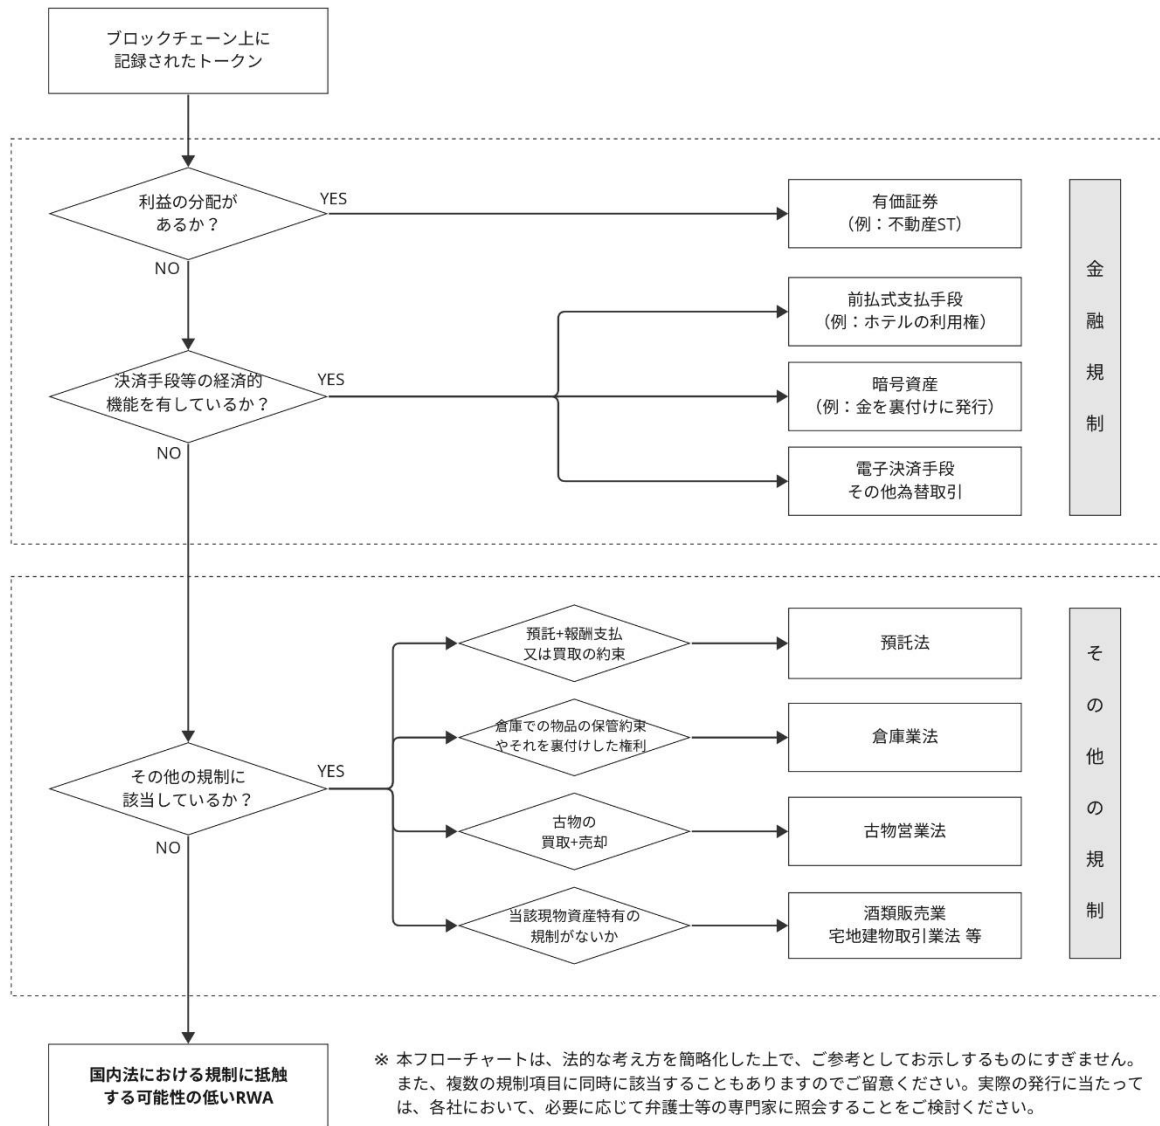 ブロックチェーン上に
記録されたトークン
利益の分配が
あるか？
YES
NO
有価証券
（例：不動産ST）
決済手段等の経済的
機能を有しているか？
YES
NO
前払式支払手段
（例：ホテルの利用権）
暗号資産
（例：金を裏付けに発行）
電子決済手段
その他為替取引
金融規制
その他の規制に
該当しているか？
YES
NO
預託+報酬支払
又は買取の約束
預託法
倉庫での物品の保管約束
やそれを裏付けした権利
倉庫業法
古物の
買取+売却
古物営業法
当該現物資産特有の
規制がないか
酒類販売業
宅地建物取引業法 等
その他の規制
国内法における規制に抵触
する可能性の低いRWA
※ 本フローチャートは、法的な考え方を簡略化した上で、ご参考としてお示しするものにすぎません。
また、複数の規制項目に同時に該当することもありますのでご留意ください。実際の発行に当たって
は、各社において、必要に応じて弁護士等の専門家に照会することをご検討ください。